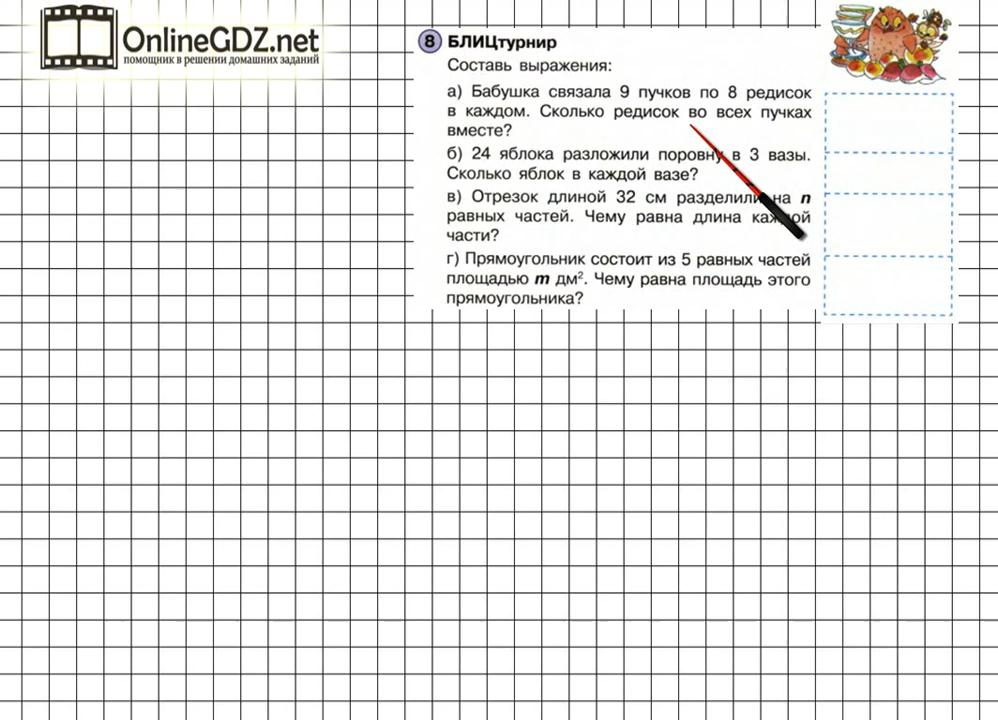 OnlineGDZ.net
помощник в решении домашних заданий
8 БЛИЦтурнир
Составь выражения:
а) Бабушка связала 9 пучков по 8 редисок
в каждом. Сколько редисок во всех пучках
вместе?
б) 24 яблока разложили поровну в 3 вазы.
Сколько яблок в каждой вазе?
в) Отрезок длиной 32 см разделили на n
равных частей. Чему равна длина каждой
части?
г) Прямоугольник состоит из 5 равных частей
площадью m дм². Чему равна площадь этого
прямоугольника?